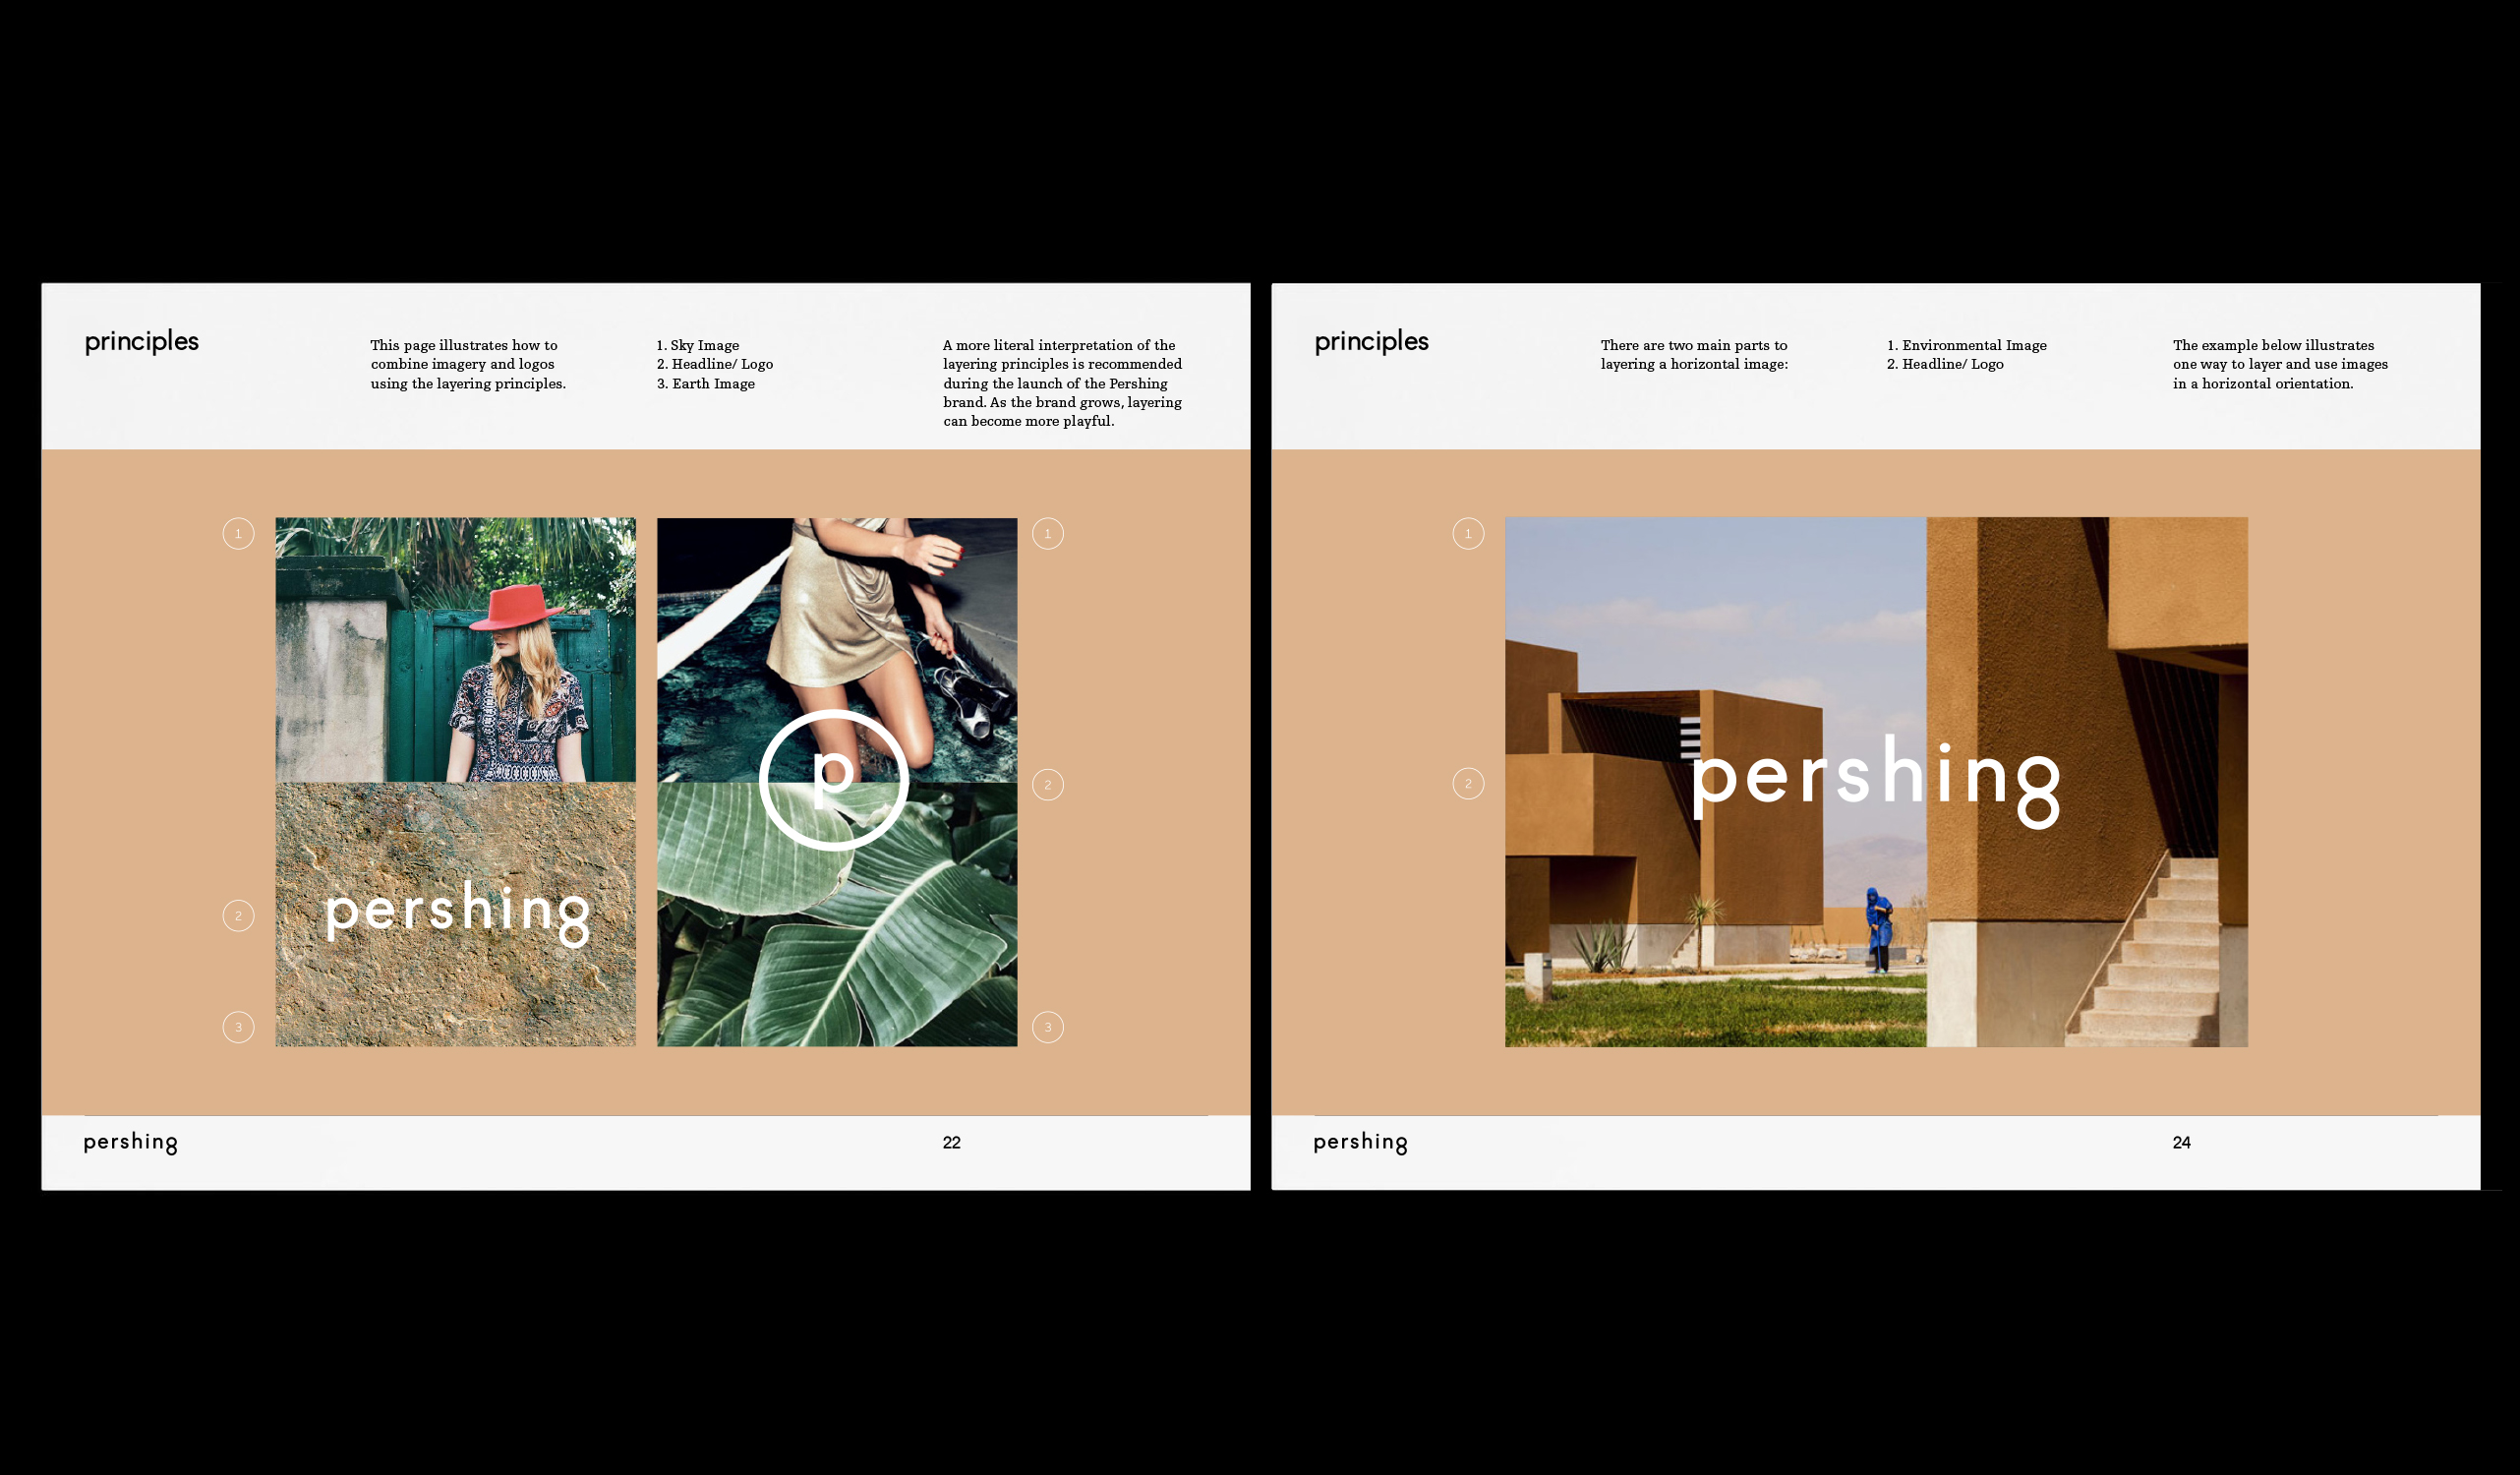 principles
This page illustrates how to
combine imagery and logos
using the layering principles.
1. Sky Image
2. Headline/ Logo
3. Earth Image
A more literal interpretation of the
layering principles is recommended
during the launch of the Pershing
brand. As the brand grows, layering
can become more playful.
1
2
3
pershing
p
1
2
3
pershing
22
principles
There are two main parts to
layering a horizontal image:
1. Environmental Image
2. Headline/ Logo
The example below illustrates
one way to layer and use images
in a horizontal orientation.
1
2
pershing
pershing
24